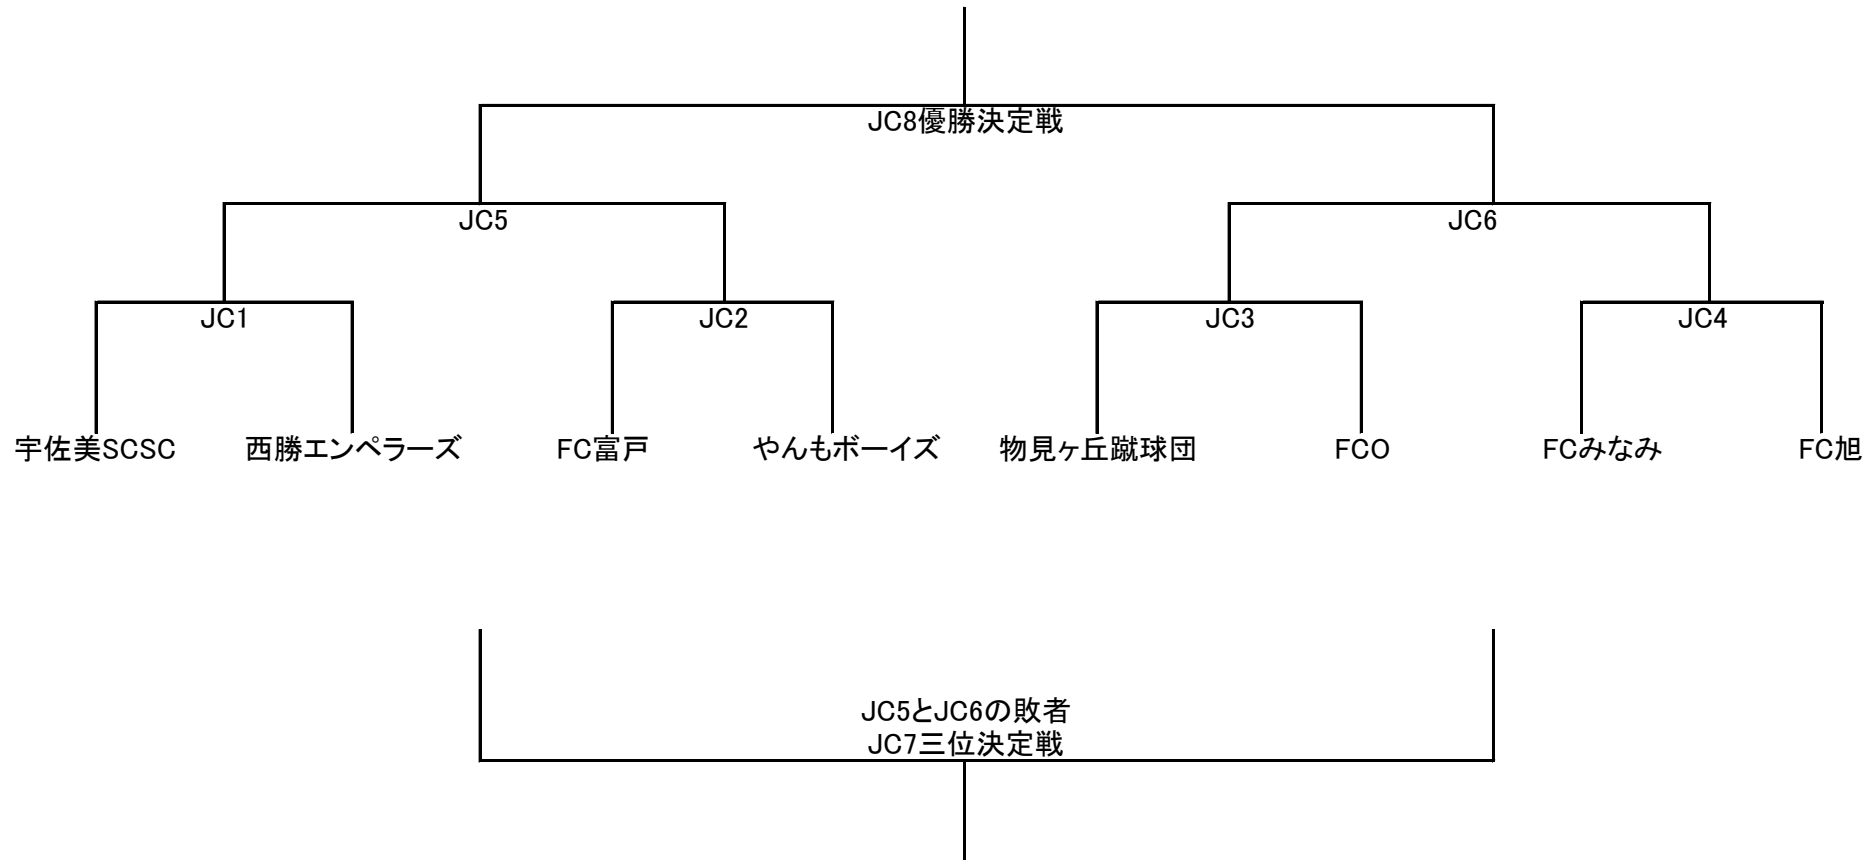 JC8優勝決定戦
JC5
JC6
JC1
JC2
JC3
JC4
宇佐美SCSC
西勝エンペラーズ
FC富戸
やんもボーイズ
物見ヶ丘蹴球団
FCO
FCみなみ
FC旭
JC5とJC6の敗者
JC7三位決定戦